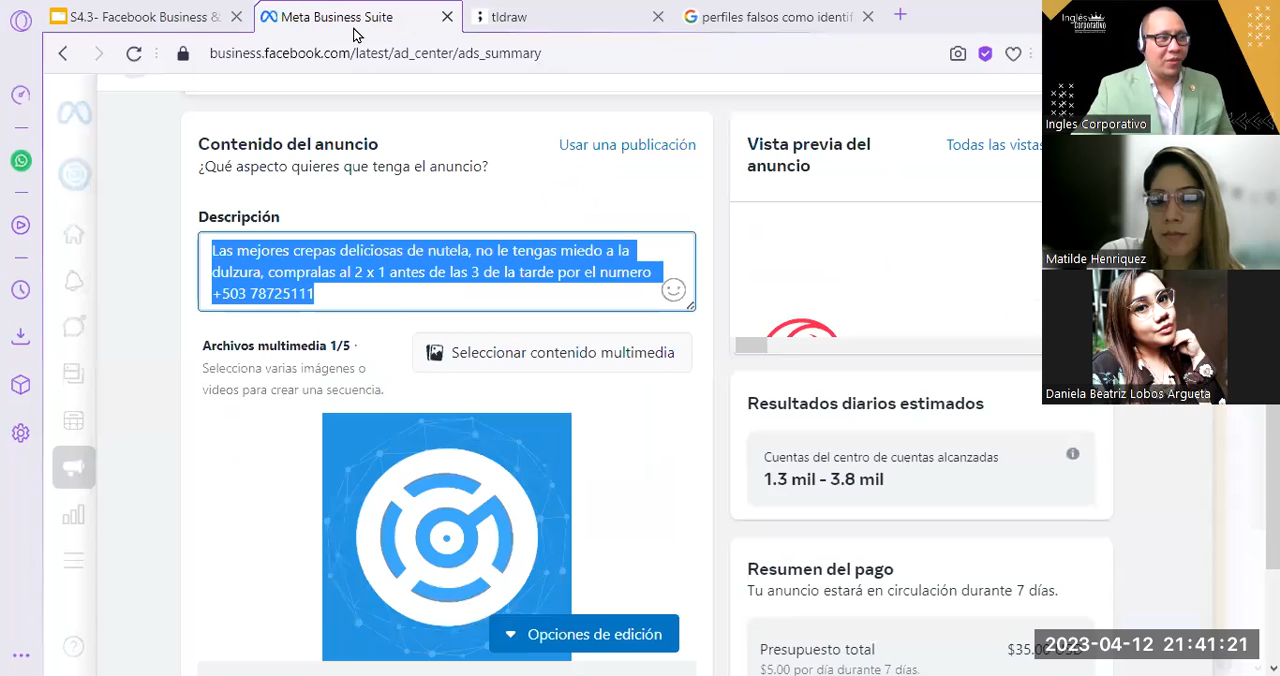 S4.3- Facebook Business &
Meta Business Suite
tldraw
perfiles falsos como identif
business.facebook.com/latest/ad_center/ads_summary
Contenido del anuncio
Usar una publicación
¿Qué aspecto quieres que tenga el anuncio?
Descripción
Las mejores crepas deliciosas de nutela, no le tengas miedo a la
dulzura, compralas al 2 x 1 antes de las 3 de la tarde por el numero
+503 78725111
Archivos multimedia 1/5 ·
Selecciona varias imágenes o
videos para crear una secuencia.
Seleccionar contenido multimedia
Opciones de edición
Vista previa del
anuncio
Todas las vistas
Resultados diarios estimados
Cuentas del centro de cuentas alcanzadas
1.3 mil - 3.8 mil
Resumen del pago
Tu anuncio estará en circulación durante 7 días.
Presupuesto total
$35.00 USD
$5.00 por día durante 7 días.
Inglés
Corporativo
Ingles Corporativo
Matilde Henriquez
Daniela Beatriz Lobos Argueta
2023-04-12 21:41:21